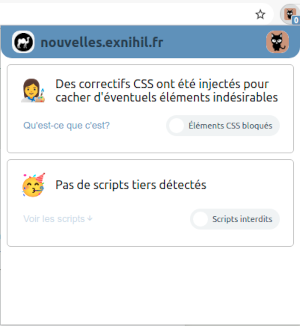 0
nouvelles.exnihil.fr
Des correctifs CSS ont été injectés pour
cacher d'éventuels éléments indésirables
Qu'est-ce que c'est?
Éléments CSS bloqués
Pas de scripts tiers détectés
Voir les scripts +
Scripts interdits